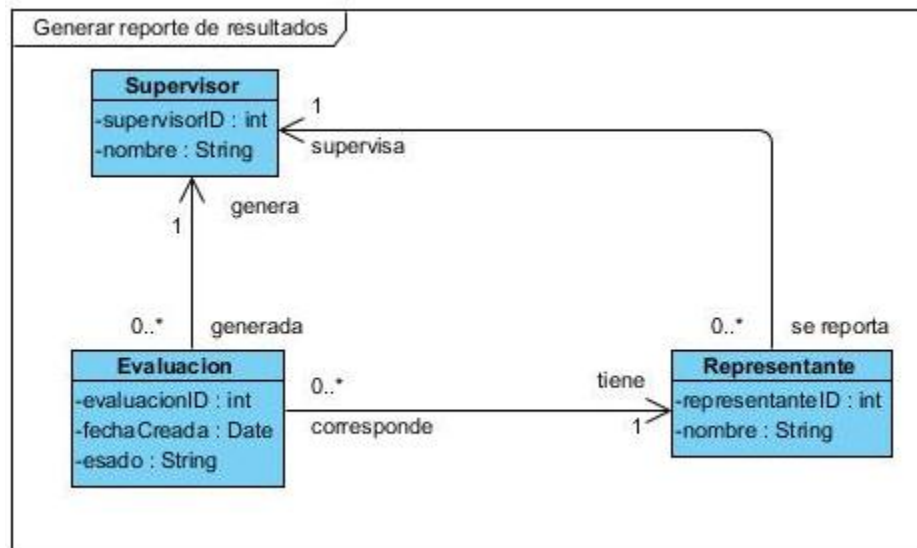 Generar reporte de resultados
Supervisor
-supervisorID : int
-nombre : String
1
supervisa
genera
1
0..*
generada
0..*
se reporta
Evaluacion
-evaluacionID : int
-fechaCreada : Date
-esado : String
0..*
corresponde
tiene
1
Representante
-representanteID : int
-nombre : String